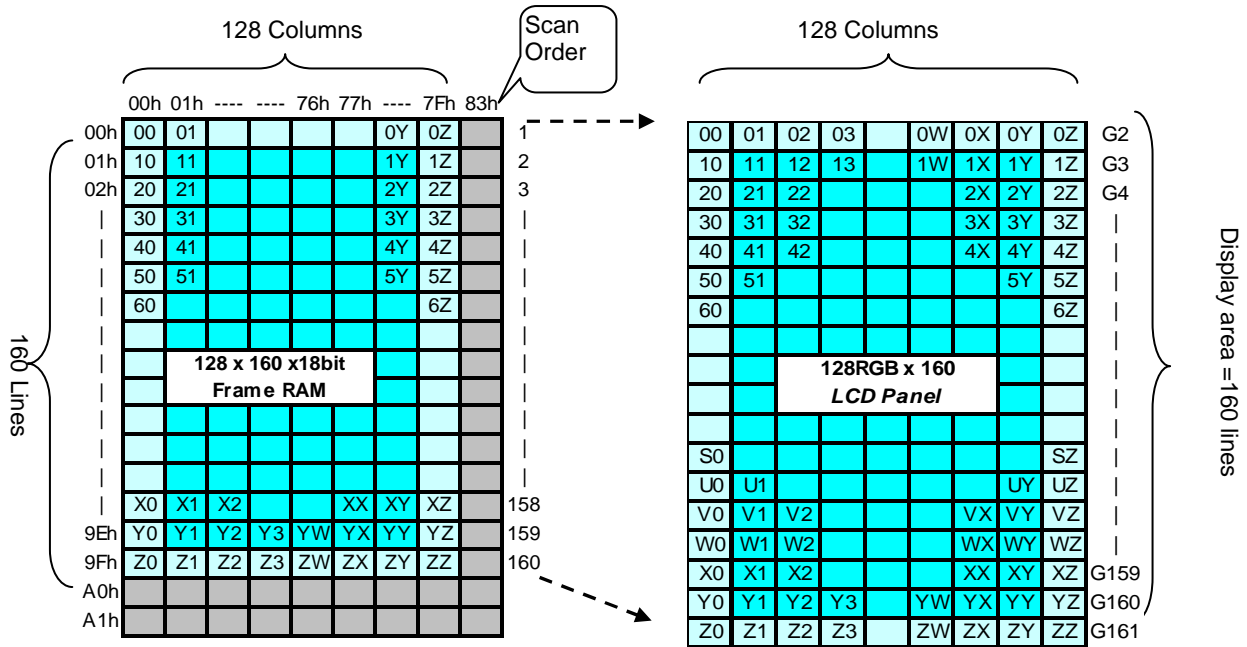 128 Columns
Scan
Order
128 Columns
00h 01h ---- ---- 76h 77h ---- 7Fh 83h
00h 00 01 0Y 0Z 1
01h 10 11 1Y 1Z 2
02h 20 21 2Y 2Z 3
30 31 3Y 3Z
40 41 4Y 4Z
50 51 5Y 5Z
60 6Z
160 Lines
128 x 160 x18bit
Frame RAM
X0 X1 X2 XX XY XZ 158
9Eh Y0 Y1 Y2 Y3 YW YX YY YZ 159
9Fh Z0 Z1 Z2 Z3 ZW ZX ZY ZZ 160
A0h
A1h
00 01 02 03 0W 0X 0Y 0Z G2
10 11 12 13 1W 1X 1Y 1Z G3
20 21 22 2X 2Y 2Z G4
30 31 32 3X 3Y 3Z
40 41 42 4X 4Y 4Z
50 51 5Y 5Z
60 6Z
128RGB x 160
LCD Panel
S0 SZ
U0 U1 UY UZ
V0 V1 V2 VX VY VZ
W0 W1 W2 WX WY WZ
X0 X1 X2 XX XY XZ G159
Y0 Y1 Y2 Y3 YW YX YY YZ G160
Z0 Z1 Z2 Z3 ZW ZX ZY ZZ G161
Display area =160 lines